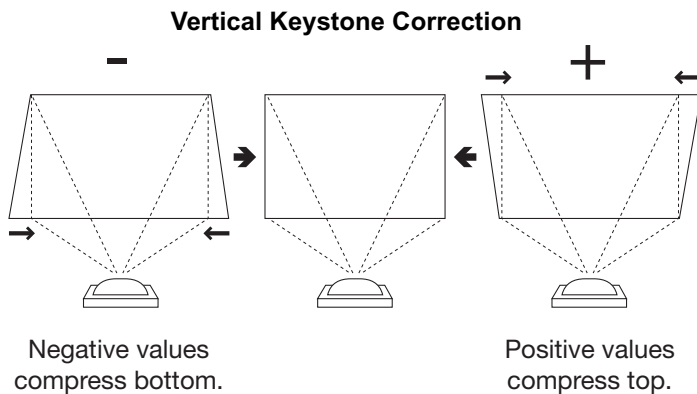 Vertical Keystone Correction
- +
Negative values
compress bottom.
Positive values
compress top.